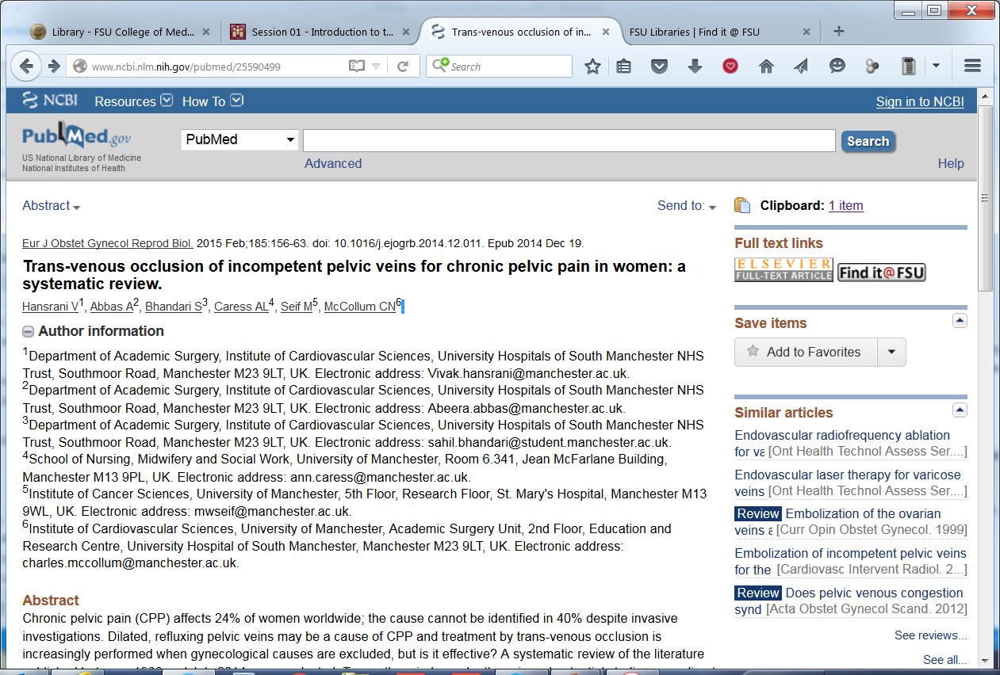 Library - FSU College of Med...
Session 01 - Introduction to t...
Trans-venous occlusion of in...
FSU Libraries | Find it @ FSU
www.ncbi.nlm.nih.gov/pubmed/25590499
Search
NCBI Resources How To
Sign in to NCBI
PubMed.gov
US National Library of Medicine
National Institutes of Health
PubMed
Search
Advanced
Help
Abstract
Send to:
Eur J Obstet Gynecol Reprod Biol. 2015 Feb;185:156-63. doi: 10.1016/j.ejogrb.2014.12.011. Epub 2014 Dec 19.
Trans-venous occlusion of incompetent pelvic veins for chronic pelvic pain in women: a
systematic review.
Hansrani V1, Abbas A2, Bhandari S3, Caress AL4, Seif M5, McCollum CN6.
Author information
1Department of Academic Surgery, Institute of Cardiovascular Sciences, University Hospitals of South Manchester NHS
Trust, Southmoor Road, Manchester M23 9LT, UK. Electronic address: Vivak.hansrani@manchester.ac.uk.
2Department of Academic Surgery, Institute of Cardiovascular Sciences, University Hospitals of South Manchester NHS
Trust, Southmoor Road, Manchester M23 9LT, UK. Electronic address: Abeera.abbas@manchester.ac.uk.
3Department of Academic Surgery, Institute of Cardiovascular Sciences, University Hospitals of South Manchester NHS
Trust, Southmoor Road, Manchester M23 9LT, UK. Electronic address: sahil.bhandari@student.manchester.ac.uk.
4School of Nursing, Midwifery and Social Work, University of Manchester, Room 6.341, Jean McFarlane Building,
Manchester M13 9PL, UK. Electronic address: ann.caress@manchester.ac.uk.
5Institute of Cancer Sciences, University of Manchester, 5th Floor, Research Floor, St. Mary's Hospital, Manchester M13
9WL, UK. Electronic address: mwseif@manchester.ac.uk.
6Institute of Cardiovascular Sciences, University of Manchester, Academic Surgery Unit, 2nd Floor, Education and
Research Centre, University Hospital of South Manchester, Manchester M23 9LT, UK. Electronic address:
charles.mccollum@manchester.ac.uk.
Abstract
Chronic pelvic pain (CPP) affects 24% of women worldwide; the cause cannot be identified in 40% despite invasive
investigations. Dilated, refluxing pelvic veins may be a cause of CPP and treatment by trans-venous occlusion is
increasingly performed when gynecological causes are excluded, but is it effective? A systematic review of the literature
Clipboard: 1 item
Full text links
ELSEVIER
FULL-TEXT ARTICLE
Find it@FSU
Save items
Add to Favorites
Similar articles
Endovascular radiofrequency ablation
for va [Ont Health Technol Assess Ser....]
Endovascular laser therapy for varicose
veins [Ont Health Technol Assess Ser....]
Review Embolization of the ovarian
veins a [Curr Opin Obstet Gynecol. 1999]
Embolization of incompetent pelvic veins
for the [Cardiovasc Intervent Radiol. 2...]
Review Does pelvic venous congestion
synd [Acta Obstet Gynecol Scand. 2012]
See reviews...
See all...